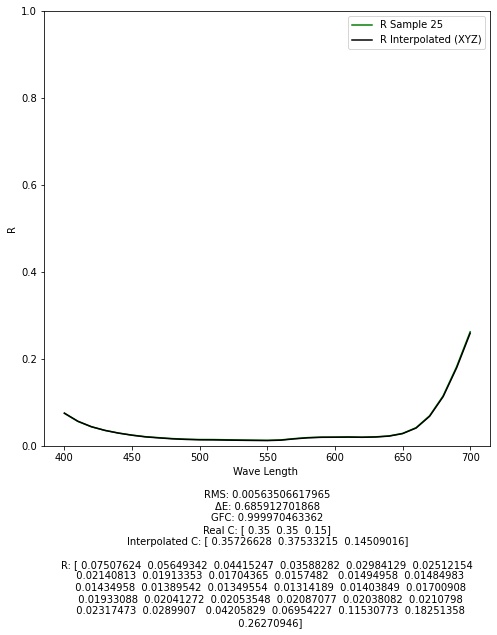 1.0
R Sample 25
R Interpolated (XYZ)
0.8
0.6
R
0.4
0.2
0.0
400 450 500 550 600 650 700
Wave Length
RMS: 0.00563506617965
ΔE: 0.685912701868
GFC: 0.999970463362
Real C: [ 0.35 0.35 0.15]
Interpolated C: [ 0.35726628 0.37533215 0.14509016]
R: [ 0.07507624 0.05649342 0.04415247 0.03588282 0.02984129 0.02512154
0.02140813 0.01913353 0.01704365 0.0157482 0.01494958 0.01484983
0.01434958 0.01389542 0.01349554 0.01314189 0.01403849 0.01700908
0.01933088 0.02041272 0.02053548 0.02087077 0.02038082 0.0210798
0.02317473 0.0289907 0.04205829 0.06954227 0.11530773 0.18251358
0.26270946]